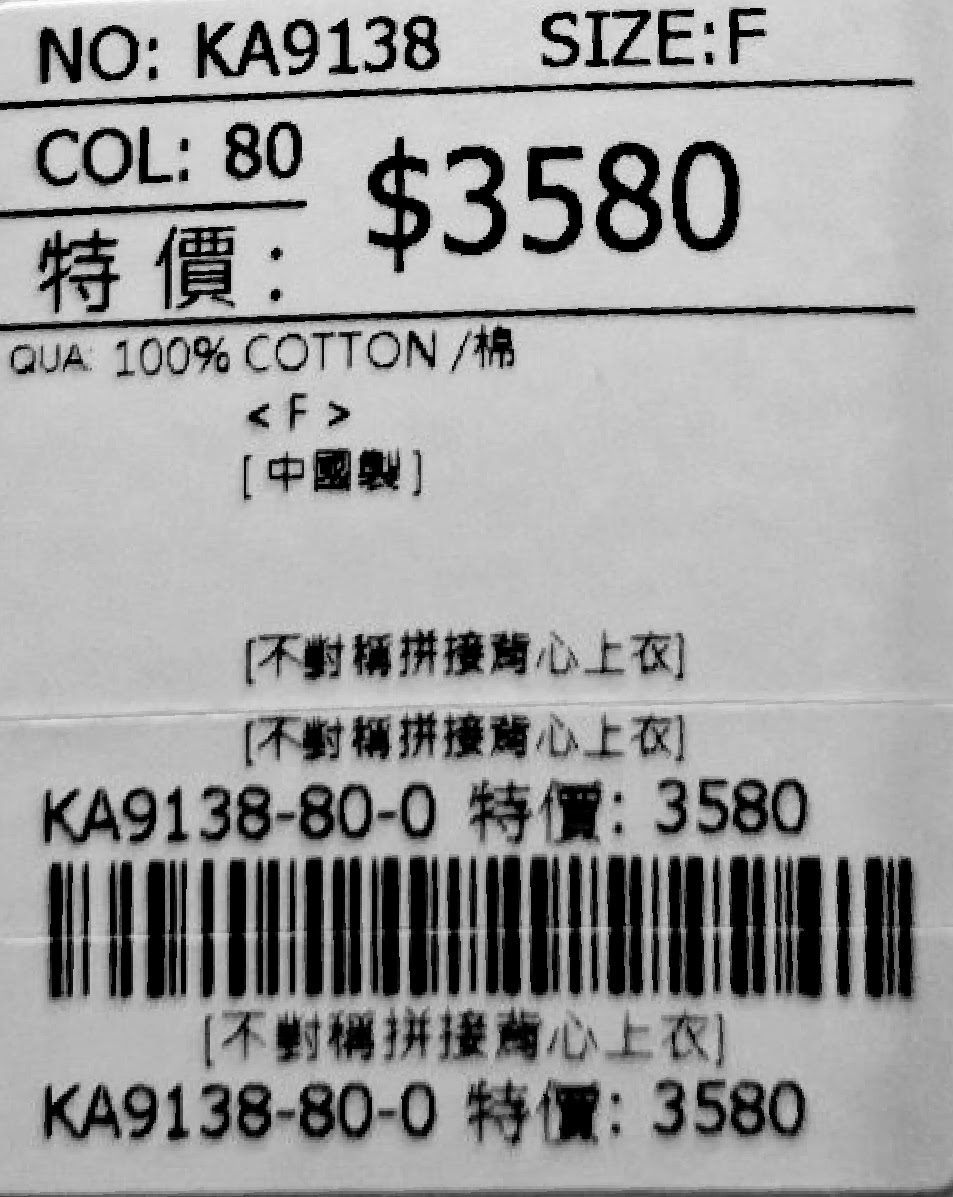 NO: KA9138 SIZE:F
COL: 80 $3580
特價:
QUA: 100% COTTON /棉
< F >
[中國製]
[不對稱拼接背心上衣]
[不對稱拼接背心上衣]
KA9138-80-0 特價: 3580
[不對稱拼接背心上衣]
KA9138-80-0 特價: 3580